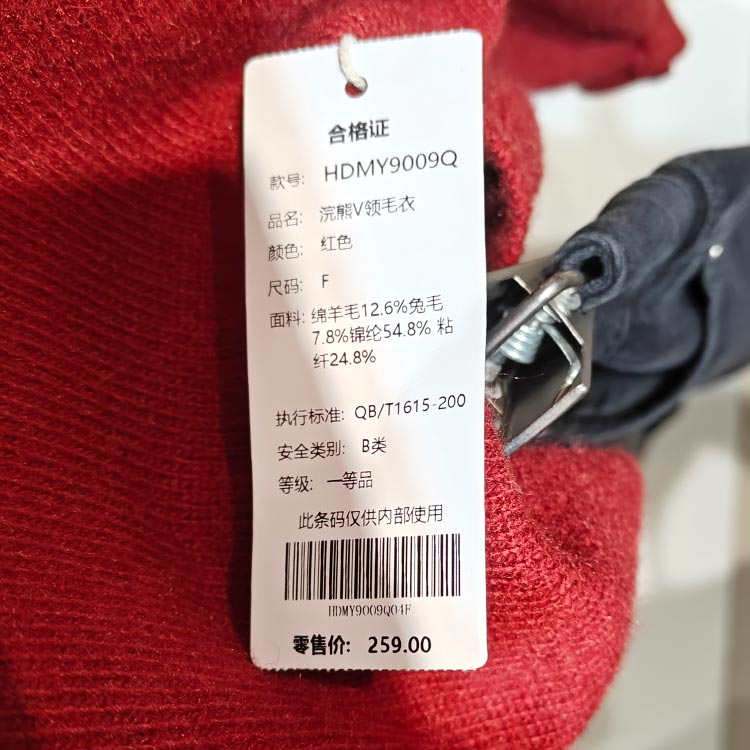 合格证
款号: HDMY9009Q
品名: 浣熊V领毛衣
颜色: 红色
尺码: F
面料: 绵羊毛12.6%兔毛
7.8%锦纶54.8% 粘
纤24.8%
执行标准: QB/T1615-200
安全类别: B类
等级: 一等品
此条码仅供内部使用
HDMY9009Q04F
零售价: 259.00